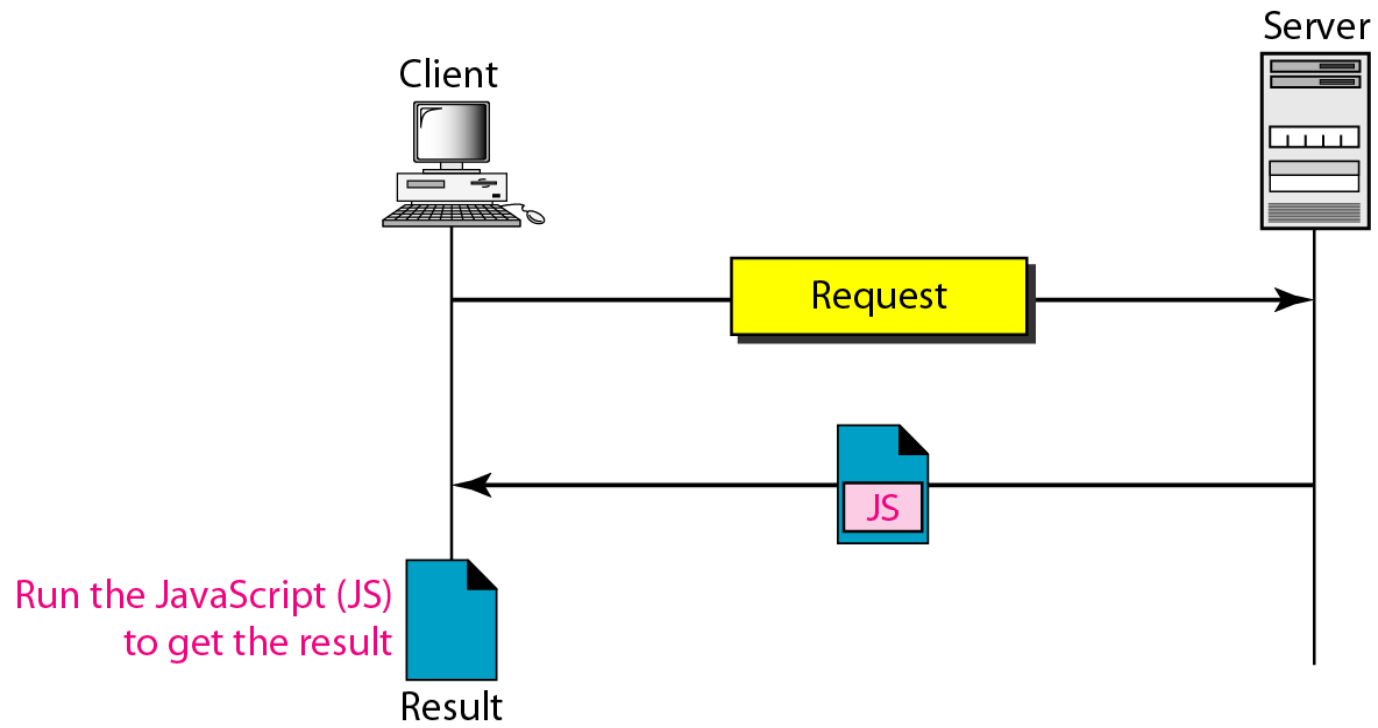 Server
Client
Request
JS
Run the JavaScript (JS)
to get the result
Result